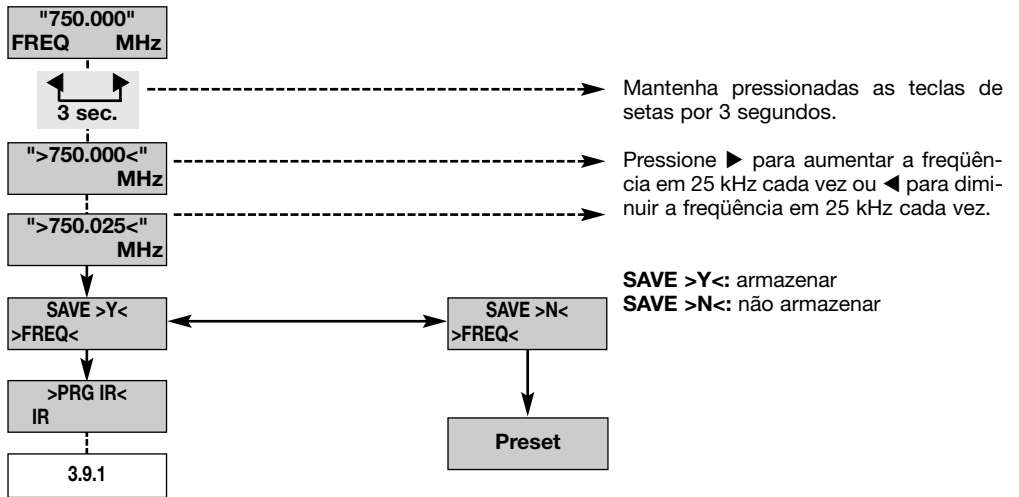 "750.000"
FREQ MHz
3 sec.
Mantenha pressionadas as teclas de
setas por 3 segundos.
">750.000<"
MHz
Pressione ▶ para aumentar a freqüên-
cia em 25 kHz cada vez ou ◀ para dimi-
nuir a freqüência em 25 kHz cada vez.
">750.025<"
MHz
SAVE >Y<: armazenar
SAVE >N<: não armazenar
SAVE >Y<
>FREQ<
SAVE >N<
>FREQ<
>PRG IR<
IR
Preset
3.9.1